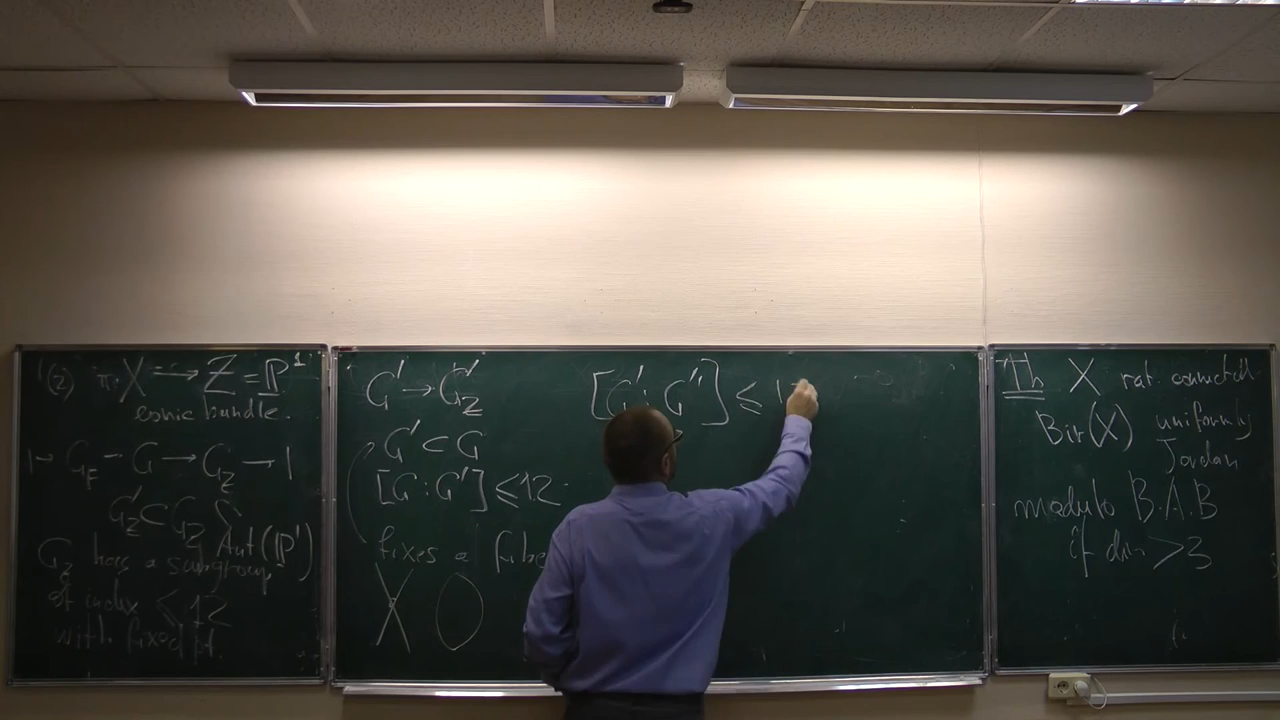 (2) π: X → Z = ℙ¹
conic bundle.
1 → G_F → G → G_Z → 1
G'_Z ⊂ G_Z ⊂ Aut(ℙ¹)
G_Z has a subgroup
of index ≤ 12
with fixed pt.
G' → G'_Z
G' ⊂ G
[G : G'] ≤ 12.
fixes a fibe
[G' : G''] ≤ 1
Th X rat. connected.
Bir(X) uniformly
Jordan
modulo B.A.B
if dim > 3